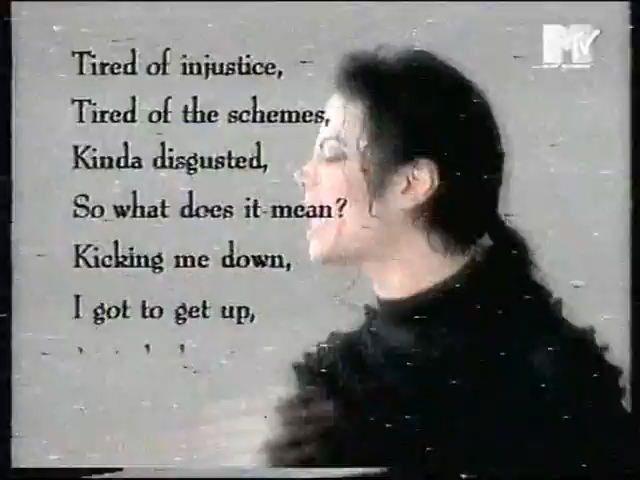 MTV
Tired of injustice,
Tired of the schemes,
Kinda disgusted,
So what does it mean?
Kicking me down,
I got to get up,